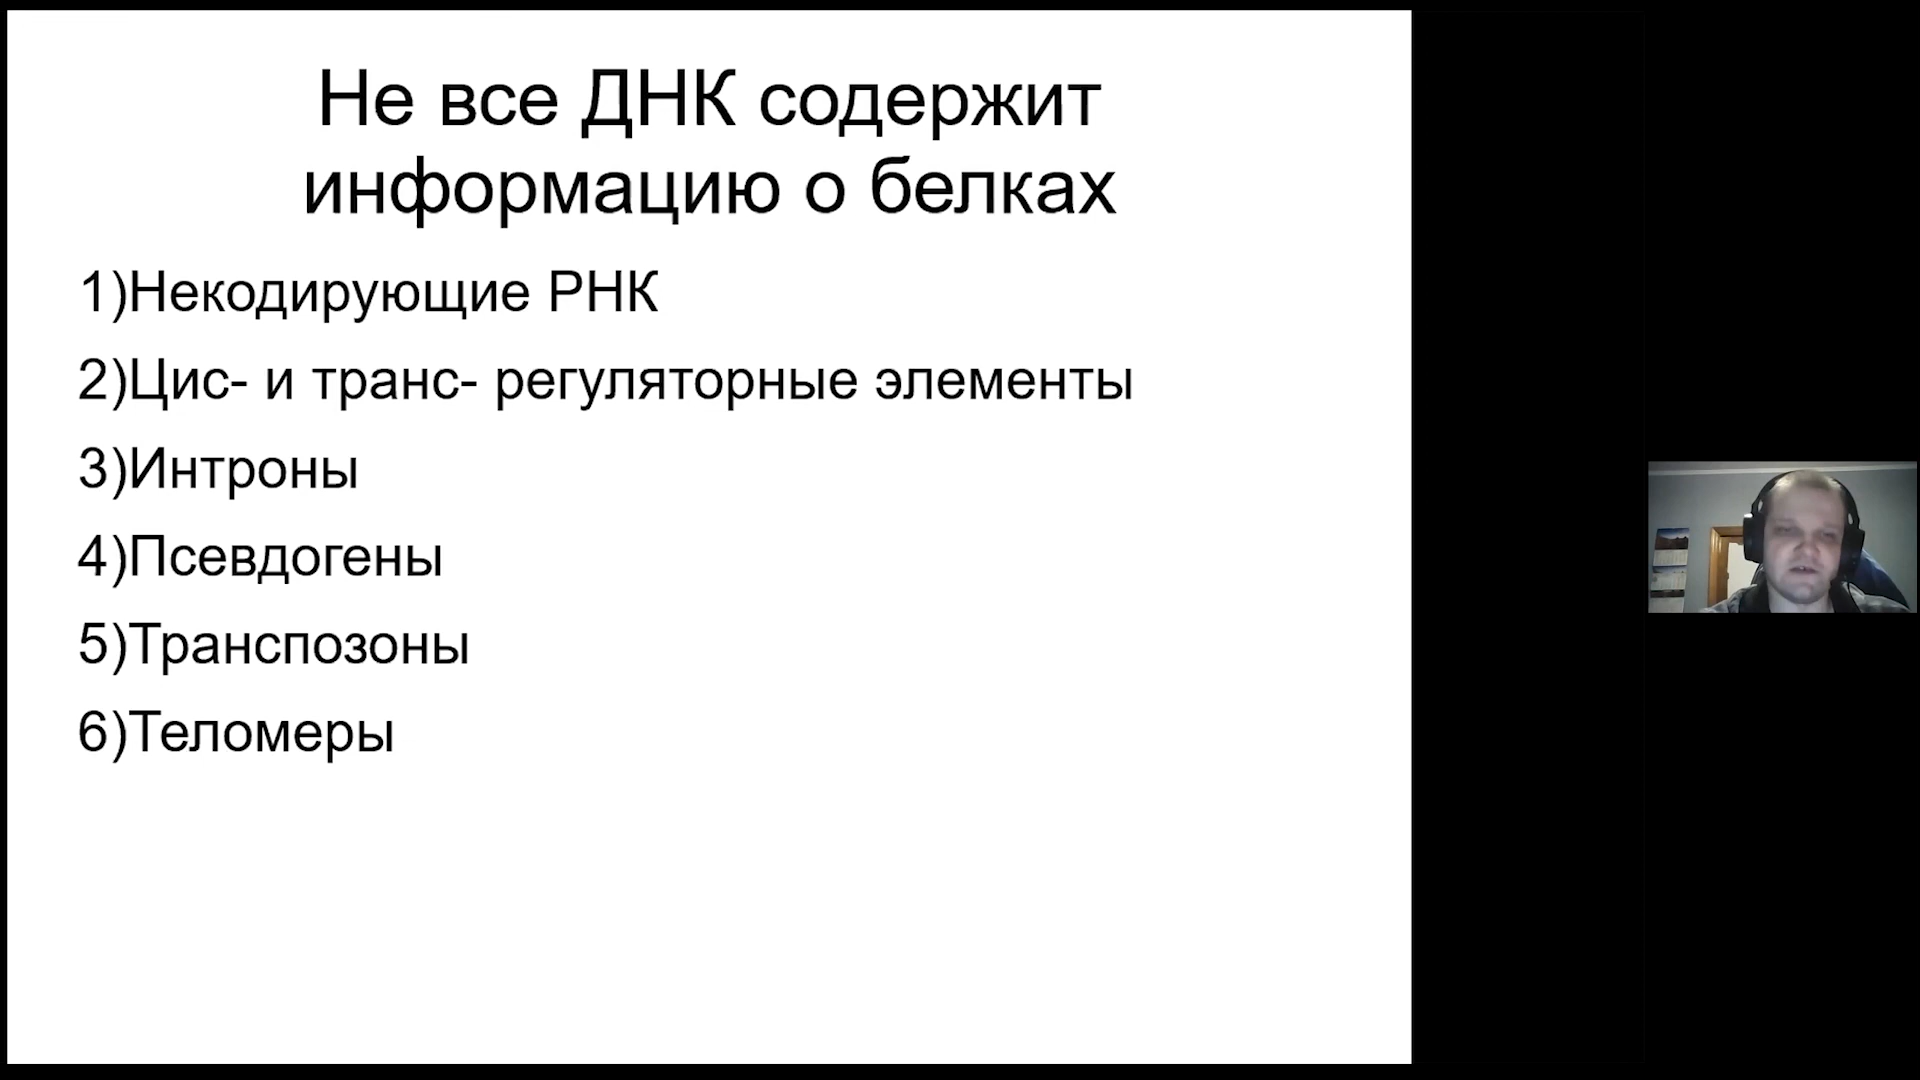 Не все ДНК содержит
информацию о белках
1)Некодирующие РНК
2)Цис- и транс- регуляторные элементы
3)Интроны
4)Псевдогены
5)Транспозоны
6)Теломеры